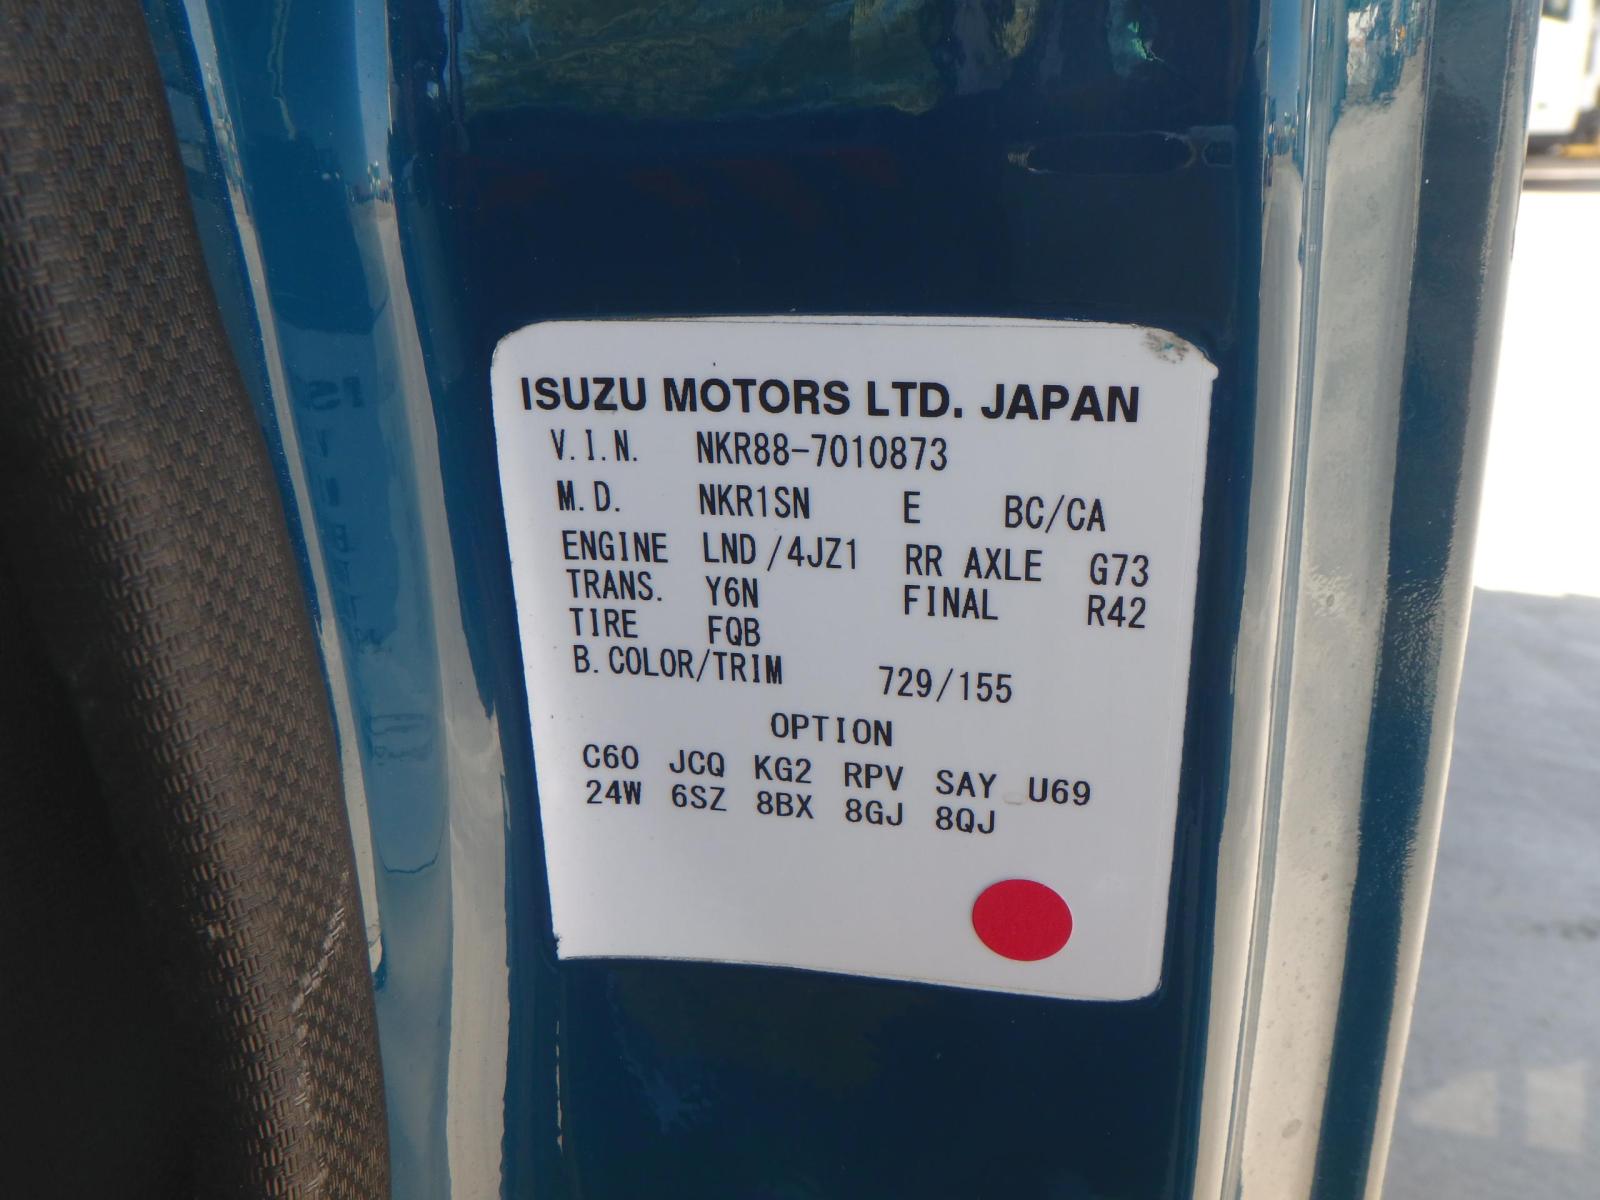 ISUZU MOTORS LTD. JAPAN
V.I.N. NKR88-7010873
M.D. NKR1SN E BC/CA
ENGINE LND/4JZ1 RR AXLE G73
TRANS. Y6N FINAL R42
TIRE FQB
B.COLOR/TRIM 729/155
OPTION
C60 JCQ KG2 RPV SAY U69
24W 6SZ 8BX 8GJ 8QJ